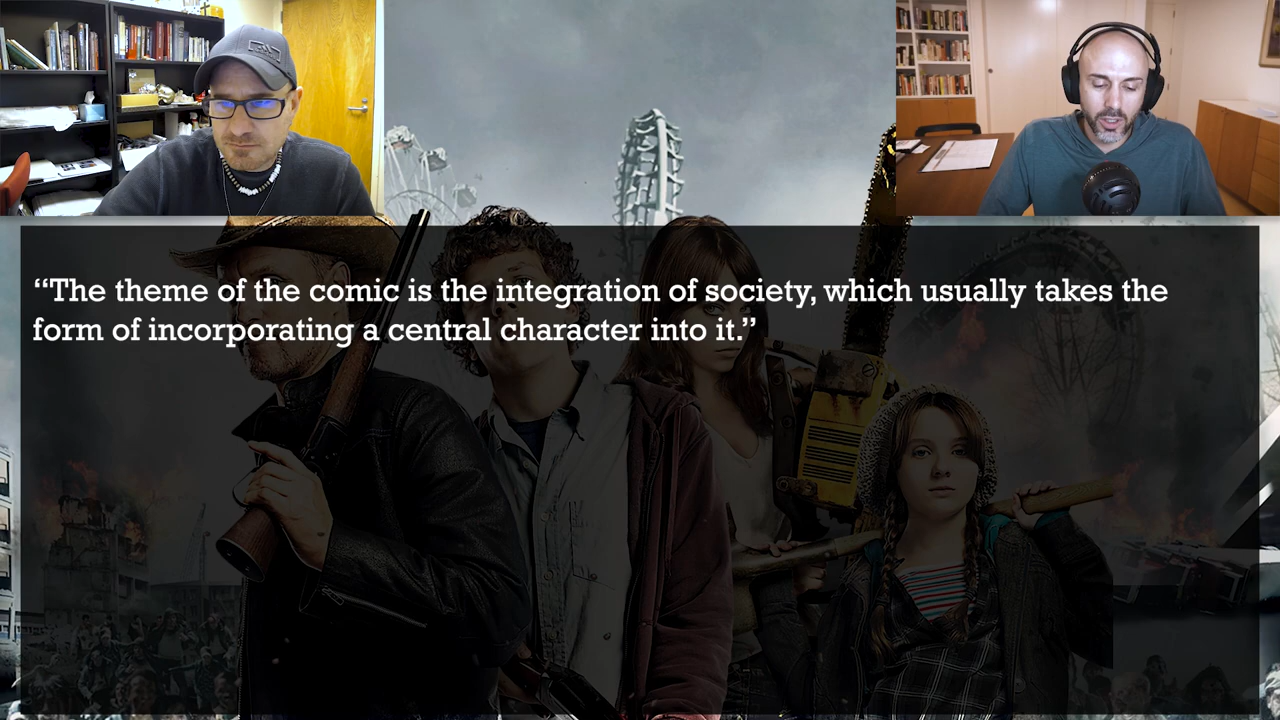 “The theme of the comic is the integration of society, which usually takes the
form of incorporating a central character into it.”